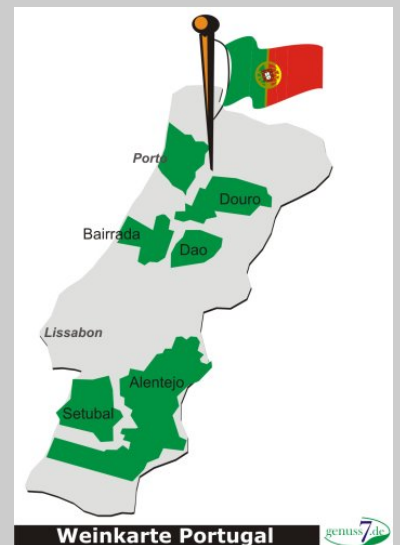 Porto
Douro
Bairrada
Dao
Lissabon
Alentejo
Setubal
Weinkarte Portugal
genuss7.de